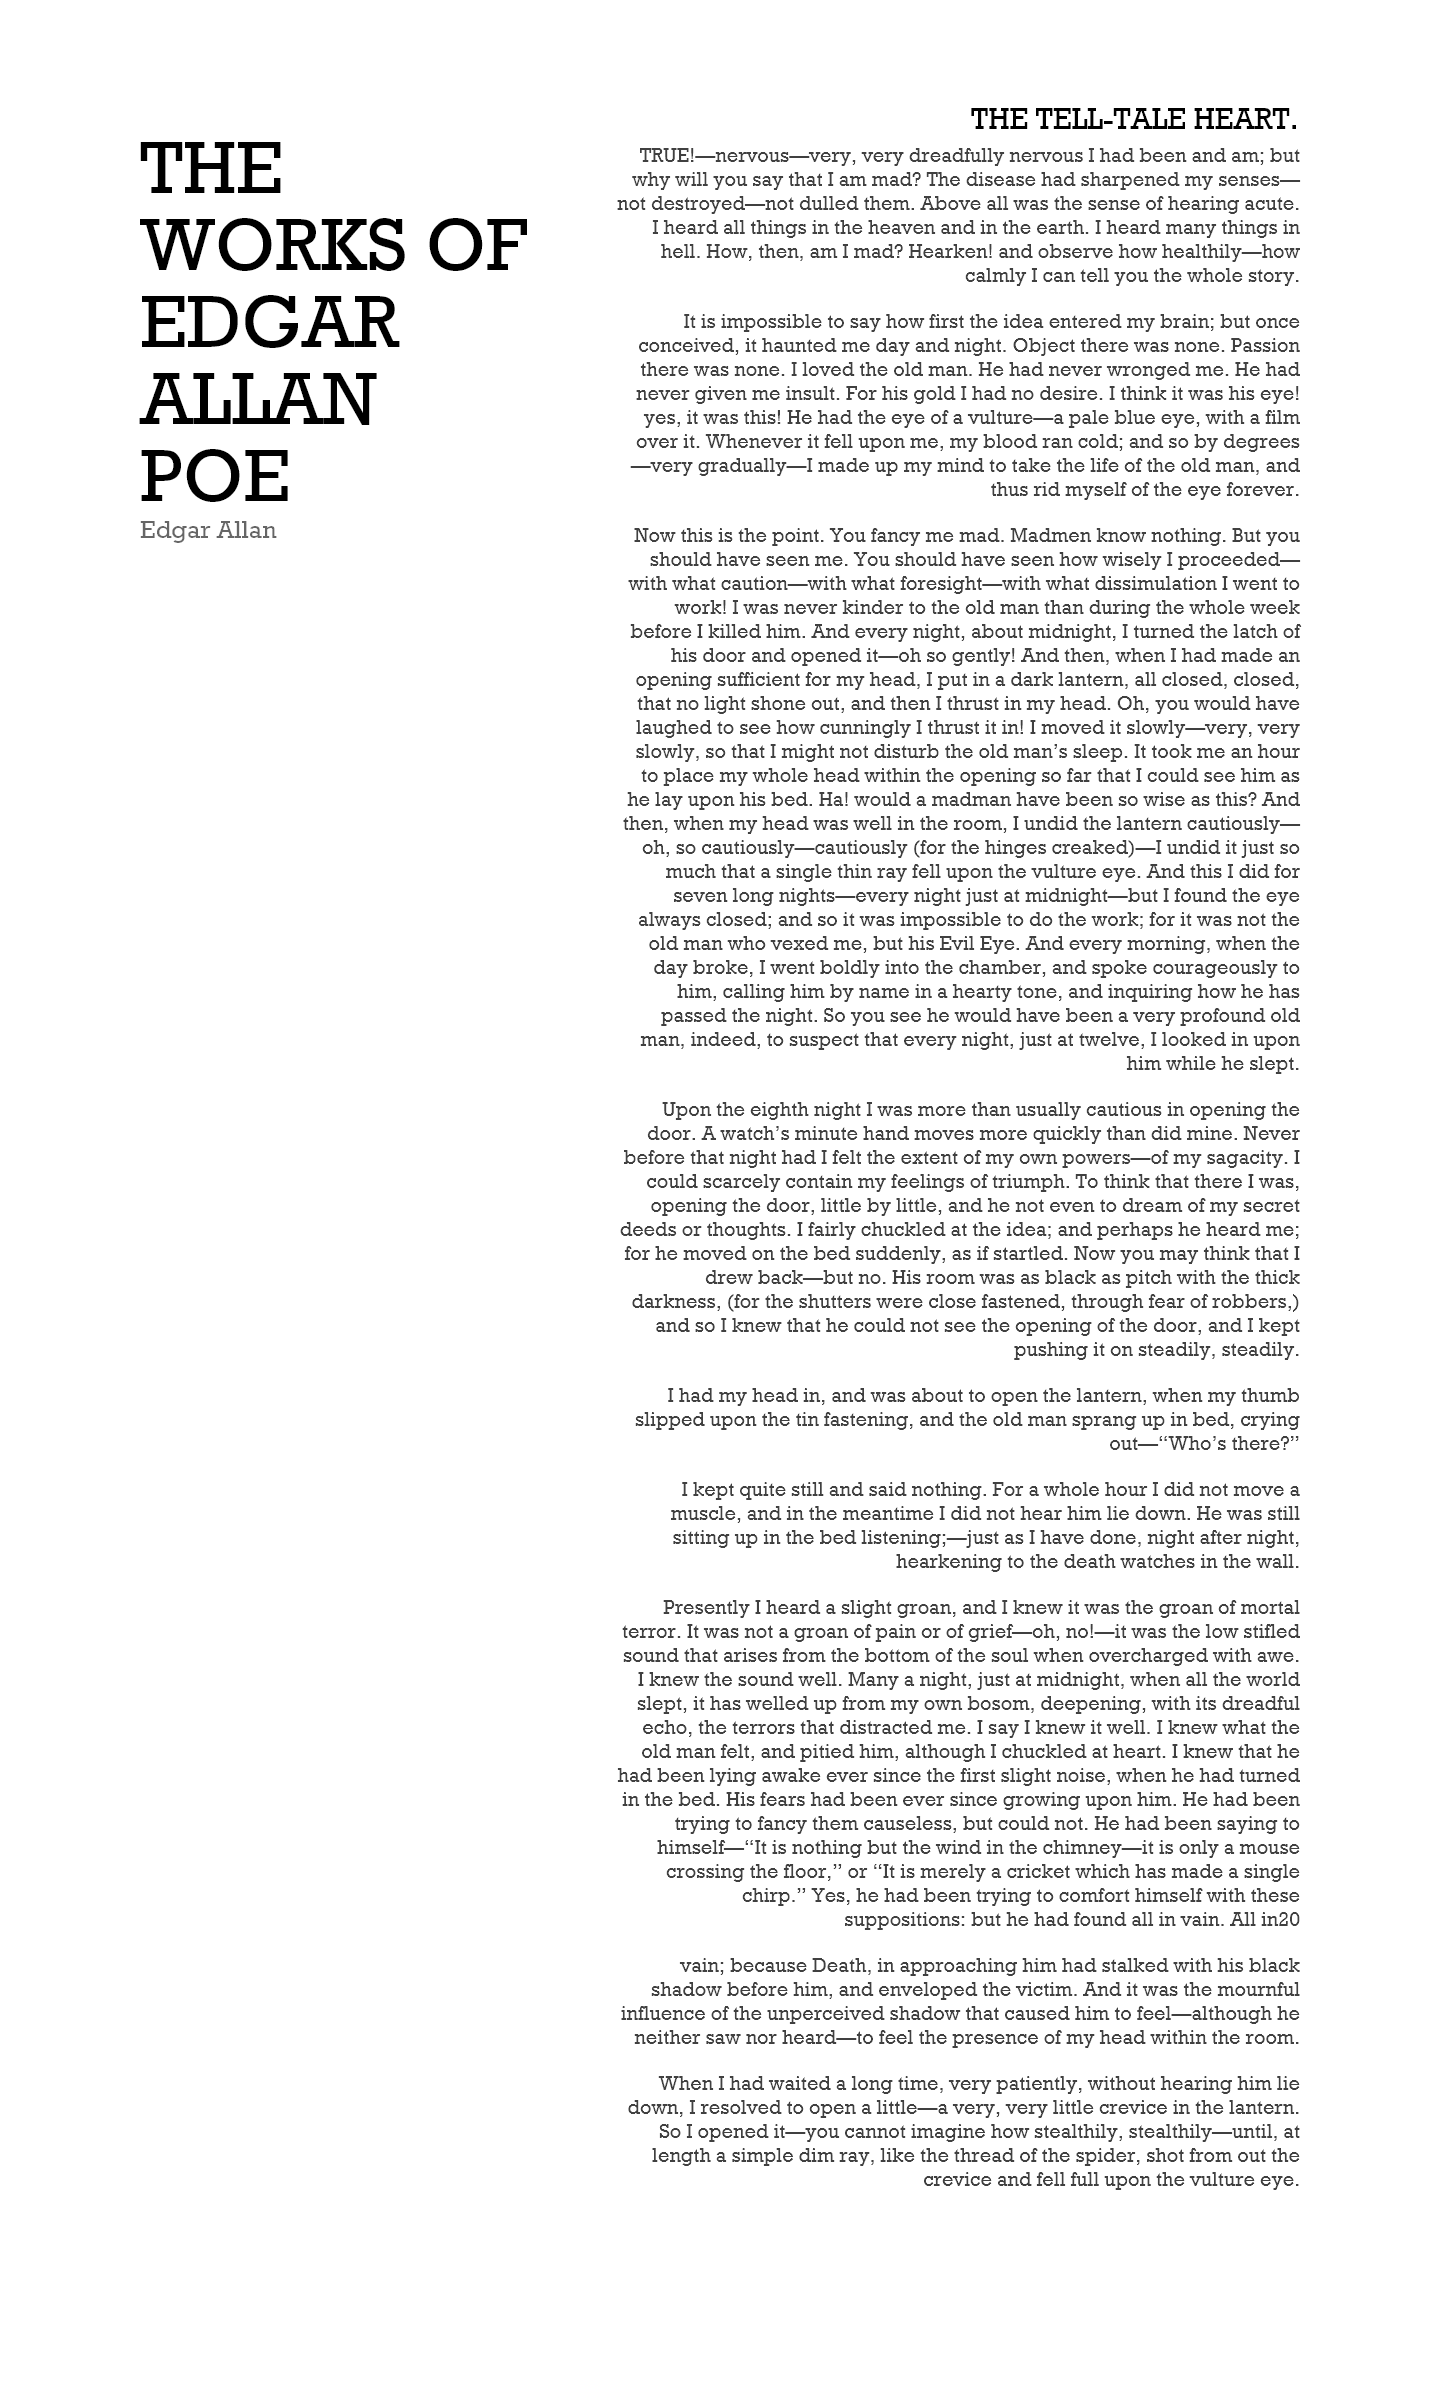 THE
WORKS OF
EDGAR
ALLAN
POE
Edgar Allan
THE TELL-TALE HEART.
TRUE!—nervous—very, very dreadfully nervous I had been and am; but
why will you say that I am mad? The disease had sharpened my senses—
not destroyed—not dulled them. Above all was the sense of hearing acute.
I heard all things in the heaven and in the earth. I heard many things in
hell. How, then, am I mad? Hearken! and observe how healthily—how
calmly I can tell you the whole story.
It is impossible to say how first the idea entered my brain; but once
conceived, it haunted me day and night. Object there was none. Passion
there was none. I loved the old man. He had never wronged me. He had
never given me insult. For his gold I had no desire. I think it was his eye!
yes, it was this! He had the eye of a vulture—a pale blue eye, with a film
over it. Whenever it fell upon me, my blood ran cold; and so by degrees
—very gradually—I made up my mind to take the life of the old man, and
thus rid myself of the eye forever.
Now this is the point. You fancy me mad. Madmen know nothing. But you
should have seen me. You should have seen how wisely I proceeded—
with what caution—with what foresight—with what dissimulation I went to
work! I was never kinder to the old man than during the whole week
before I killed him. And every night, about midnight, I turned the latch of
his door and opened it—oh so gently! And then, when I had made an
opening sufficient for my head, I put in a dark lantern, all closed, closed,
that no light shone out, and then I thrust in my head. Oh, you would have
laughed to see how cunningly I thrust it in! I moved it slowly—very, very
slowly, so that I might not disturb the old man’s sleep. It took me an hour
to place my whole head within the opening so far that I could see him as
he lay upon his bed. Ha! would a madman have been so wise as this? And
then, when my head was well in the room, I undid the lantern cautiously—
oh, so cautiously—cautiously (for the hinges creaked)—I undid it just so
much that a single thin ray fell upon the vulture eye. And this I did for
seven long nights—every night just at midnight—but I found the eye
always closed; and so it was impossible to do the work; for it was not the
old man who vexed me, but his Evil Eye. And every morning, when the
day broke, I went boldly into the chamber, and spoke courageously to
him, calling him by name in a hearty tone, and inquiring how he has
passed the night. So you see he would have been a very profound old
man, indeed, to suspect that every night, just at twelve, I looked in upon
him while he slept.
Upon the eighth night I was more than usually cautious in opening the
door. A watch’s minute hand moves more quickly than did mine. Never
before that night had I felt the extent of my own powers—of my sagacity. I
could scarcely contain my feelings of triumph. To think that there I was,
opening the door, little by little, and he not even to dream of my secret
deeds or thoughts. I fairly chuckled at the idea; and perhaps he heard me;
for he moved on the bed suddenly, as if startled. Now you may think that I
drew back—but no. His room was as black as pitch with the thick
darkness, (for the shutters were close fastened, through fear of robbers,)
and so I knew that he could not see the opening of the door, and I kept
pushing it on steadily, steadily.
I had my head in, and was about to open the lantern, when my thumb
slipped upon the tin fastening, and the old man sprang up in bed, crying
out—“Who’s there?”
I kept quite still and said nothing. For a whole hour I did not move a
muscle, and in the meantime I did not hear him lie down. He was still
sitting up in the bed listening;—just as I have done, night after night,
hearkening to the death watches in the wall.
Presently I heard a slight groan, and I knew it was the groan of mortal
terror. It was not a groan of pain or of grief—oh, no!—it was the low stifled
sound that arises from the bottom of the soul when overcharged with awe.
I knew the sound well. Many a night, just at midnight, when all the world
slept, it has welled up from my own bosom, deepening, with its dreadful
echo, the terrors that distracted me. I say I knew it well. I knew what the
old man felt, and pitied him, although I chuckled at heart. I knew that he
had been lying awake ever since the first slight noise, when he had turned
in the bed. His fears had been ever since growing upon him. He had been
trying to fancy them causeless, but could not. He had been saying to
himself—“It is nothing but the wind in the chimney—it is only a mouse
crossing the floor,” or “It is merely a cricket which has made a single
chirp.” Yes, he had been trying to comfort himself with these
suppositions: but he had found all in vain. All in20
vain; because Death, in approaching him had stalked with his black
shadow before him, and enveloped the victim. And it was the mournful
influence of the unperceived shadow that caused him to feel—although he
neither saw nor heard—to feel the presence of my head within the room.
When I had waited a long time, very patiently, without hearing him lie
down, I resolved to open a little—a very, very little crevice in the lantern.
So I opened it—you cannot imagine how stealthily, stealthily—until, at
length a simple dim ray, like the thread of the spider, shot from out the
crevice and fell full upon the vulture eye.